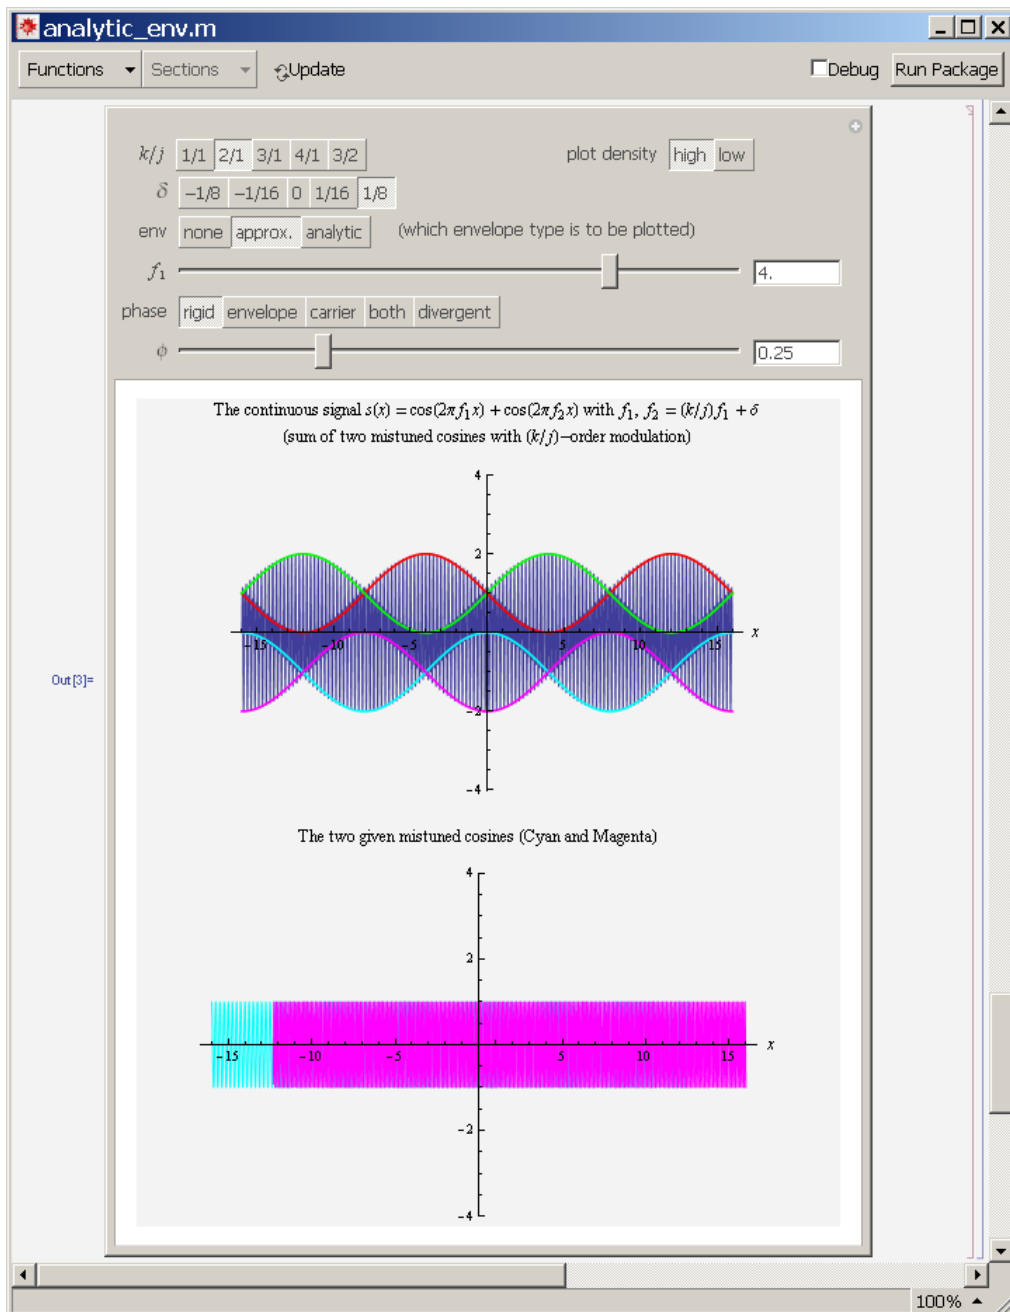 analytic_env.m
Functions Sections Update Debug Run Package
k/j 1/1 2/1 3/1 4/1 3/2 plot density high low
δ −1/8 −1/16 0 1/16 1/8
env none approx. analytic (which envelope type is to be plotted)
f₁ 4.
phase rigid envelope carrier both divergent
ϕ 0.25
The continuous signal s(x) = cos(2πf₁x) + cos(2πf₂x) with f₁, f₂ = (k/j)f₁ + δ
(sum of two mistuned cosines with (k/j)−order modulation)
4
2
−15 −10 −5 5 10 15 x
Out[3]=
−2
−4
The two given mistuned cosines (Cyan and Magenta)
4
2
−15 −10 −5 5 10 15 x
−2
−4
100%